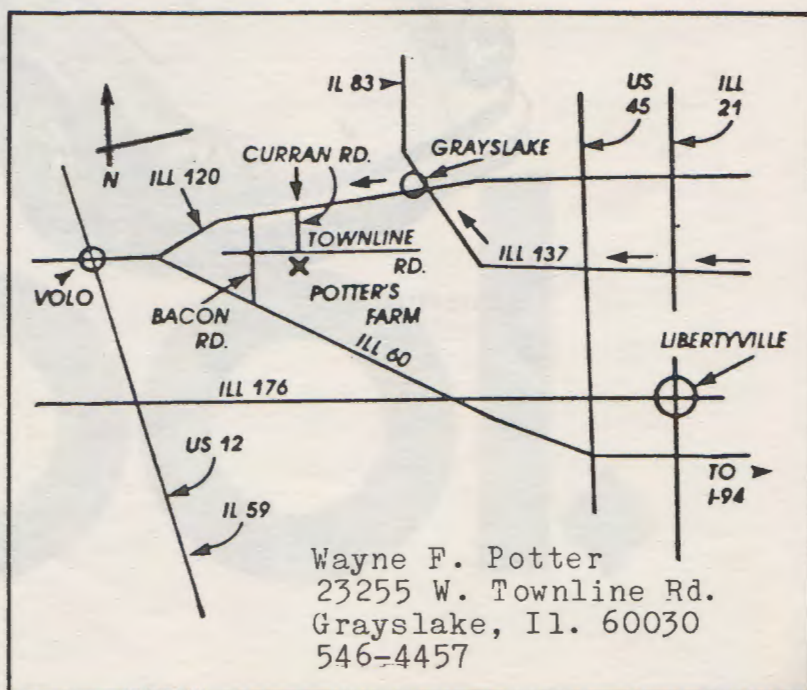 IL 83
US
45
ILL
21
CURRAN RD.
GRAYSLAKE
N
ILL 120
TOWNLINE
RD.
ILL 137
VOLO
BACON
RD.
POTTER'S
FARM
ILL 60
LIBERTYVILLE
ILL 176
US 12
TO
I-94
IL 59
Wayne F. Potter
23255 W. Townline Rd.
Grayslake, Il. 60030
546-4457